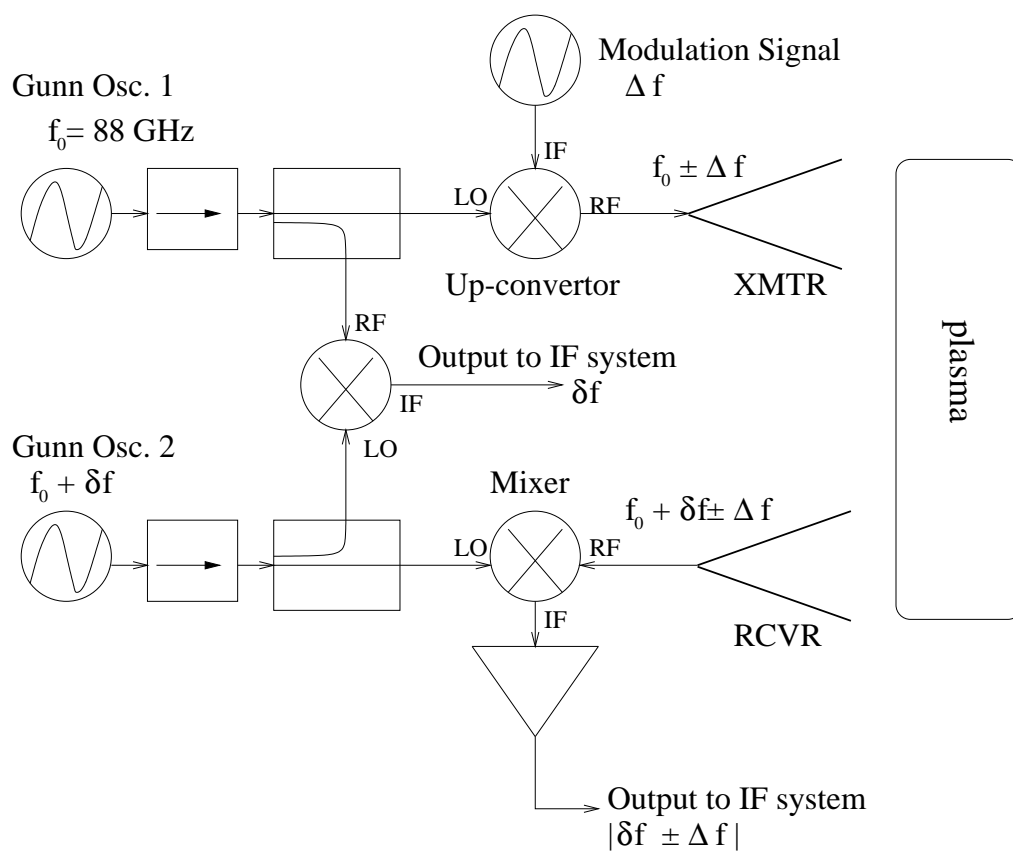 Modulation Signal
Δ f
Gunn Osc. 1
f₀= 88 GHz
IF
f₀ ± Δ f
LO
RF
Up-convertor
XMTR
RF
Output to IF system
δf
IF
plasma
Gunn Osc. 2
f₀ + δf
LO
Mixer
f₀ + δf± Δ f
LO
RF
IF
RCVR
Output to IF system
|δf ± Δ f |